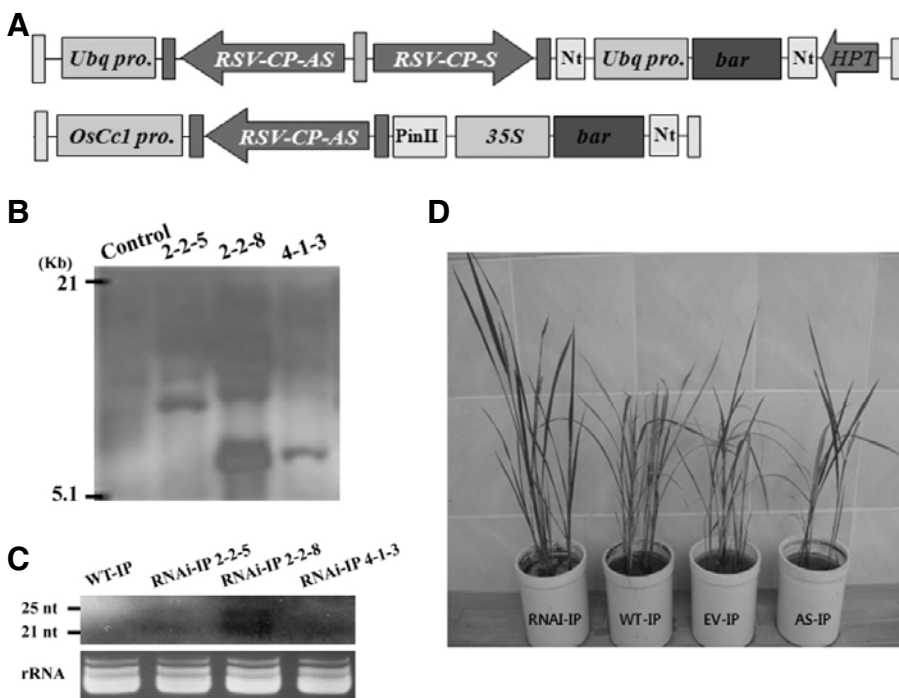 A
Ubq pro. RSV-CP-AS RSV-CP-S Nt Ubq pro. bar Nt HPT
OsCc1 pro. RSV-CP-AS PinII 35S bar Nt
B
Control 2-2-5 2-2-8 4-1-3
(Kb)
21
5.1
C
WT-IP RNAi-IP 2-2-5 RNAi-IP 2-2-8 RNAi-IP 4-1-3
25 nt
21 nt
rRNA
D
RNAI-IP WT-IP EV-IP AS-IP